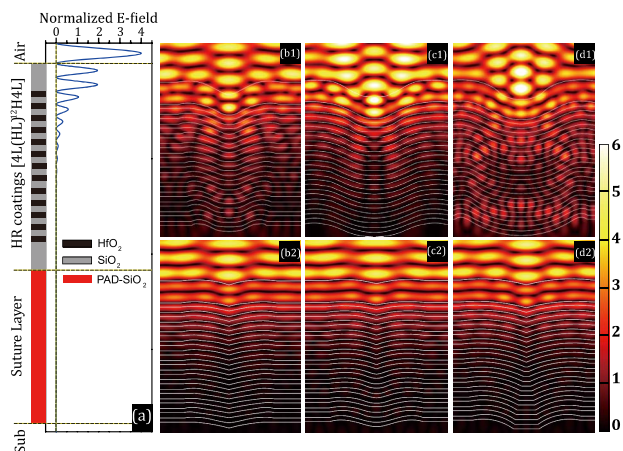 Normalized E-field
0 1 2 3 4
Air
HR coatings [4L(HL)¹²H4L]
Suture Layer
Sub
HfO₂
SiO₂
PAD-SiO₂
(a)
(b1)
(c1)
(d1)
(b2)
(c2)
(d2)
6
5
4
3
2
1
0